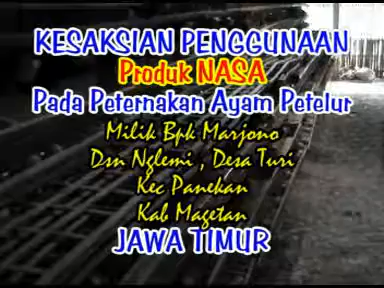 KESAKSIAN PENGGUNAAN
Produk NASA
Pada Peternakan Ayam Petelur
Milik Bpk Marjono
Dsn Nglemi , Desa Turi
Kec Panekan
Kab Magetan
JAWA TIMUR